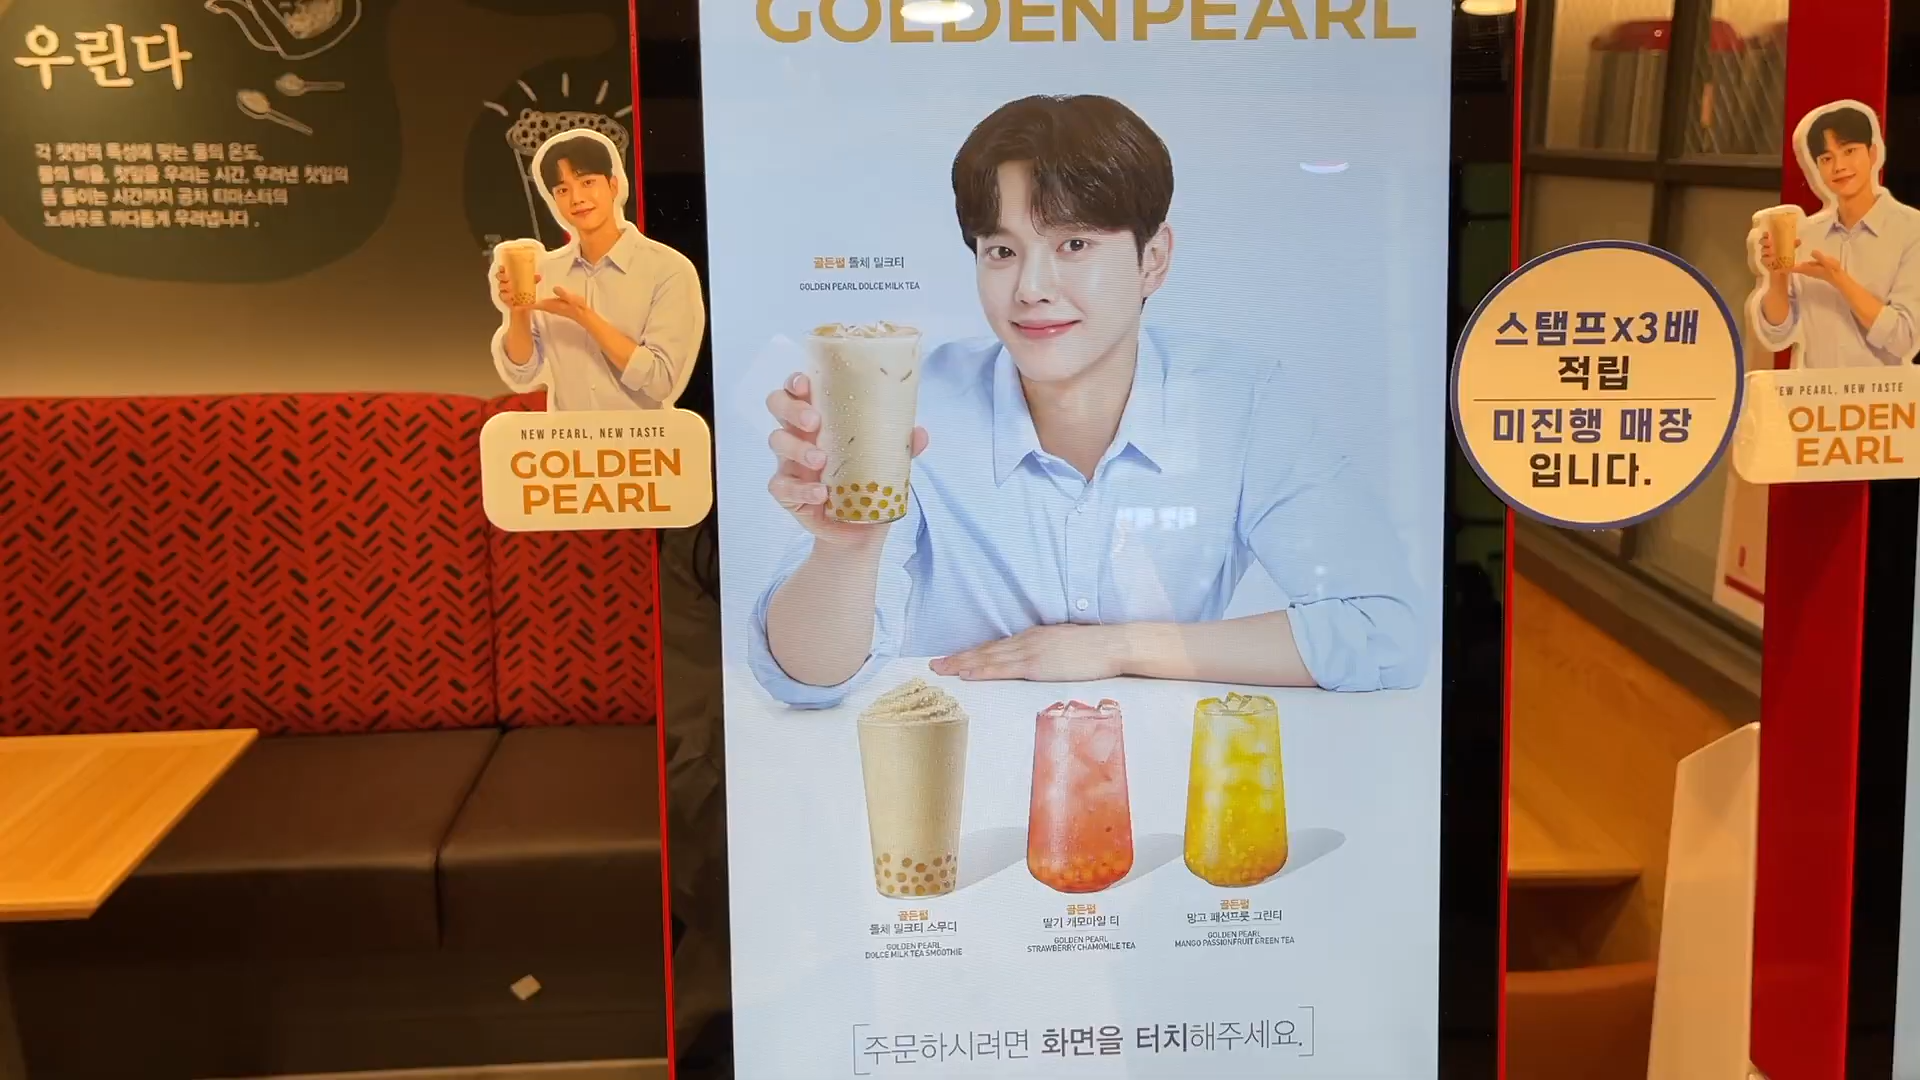 우린다
각 찻잎의 특성에 맞는 물의 온도,
물의 비율, 찻잎을 우리는 시간, 우려낸 찻잎의
뜸 들이는 시간까지 공차 티마스터의
노하우로 까다롭게 우려냅니다.
NEW PEARL, NEW TASTE
GOLDEN
PEARL
GOLDEN PEARL
골든펄 돌체 밀크티
GOLDEN PEARL DOLCE MILK TEA
골든펄
돌체 밀크티 스무디
GOLDEN PEARL
DOLCE MILK TEA SMOOTHIE
골든펄
딸기 캐모마일 티
GOLDEN PEARL
STRAWBERRY CHAMOMILE TEA
골든펄
망고 패션프룻 그린티
GOLDEN PEARL
MANGO PASSIONFRUIT GREEN TEA
주문하시려면 화면을 터치해주세요.
스탬프x3배
적립
미진행 매장
입니다.
EW PEARL, NEW TASTE
OLDEN
EARL